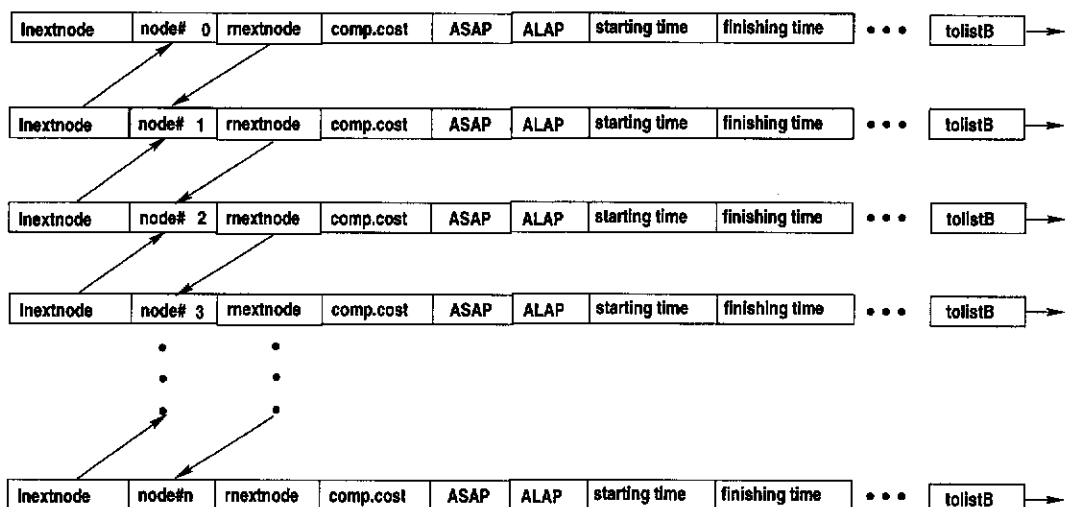 lnextnode node# 0 rnextnode comp.cost ASAP ALAP starting time finishing time ••• tolistB
lnextnode node# 1 rnextnode comp.cost ASAP ALAP starting time finishing time ••• tolistB
lnextnode node# 2 rnextnode comp.cost ASAP ALAP starting time finishing time ••• tolistB
lnextnode node# 3 rnextnode comp.cost ASAP ALAP starting time finishing time ••• tolistB
lnextnode node#n rnextnode comp.cost ASAP ALAP starting time finishing time ••• tolistB